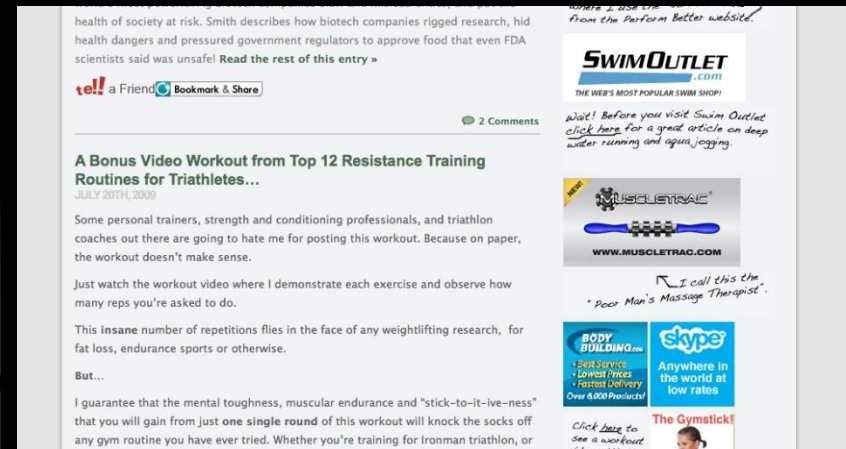 health of society at risk. Smith describes how biotech companies rigged research, hid
health dangers and pressured government regulators to approve food that even FDA
scientists said was unsafe! Read the rest of this entry »
tell! a Friend Bookmark & Share
2 Comments
A Bonus Video Workout from Top 12 Resistance Training
Routines for Triathletes...
JULY 20TH, 2009
Some personal trainers, strength and conditioning professionals, and triathlon
coaches out there are going to hate me for posting this workout. Because on paper,
the workout doesn't make sense.
Just watch the workout video where I demonstrate each exercise and observe how
many reps you're asked to do.
This insane number of repetitions flies in the face of any weightlifting research, for
fat loss, endurance sports or otherwise.
But...
I guarantee that the mental toughness, muscular endurance and "stick-to-it-ive-ness"
that you will gain from just one single round of this workout will knock the socks off
any gym routine you have ever tried. Whether you're training for Ironman triathlon, or
where I use the
from the Perform Better website.
SWIMOUTLET
.com
THE WEB'S MOST POPULAR SWIM SHOP!
Wait! Before you visit Swim Outlet
click here for a great article on deep
water running and aqua jogging.
NEW!
MUSCLETRAC
WWW.MUSCLETRAC.COM
I call this the
"Poor Man's Massage Therapist".
BODY
BUILDING.com
Best Service
Lowest Prices
Fastest Delivery
Over 6,000 Products!
skype
Anywhere in
the world at
low rates
Click here to
see a workout
The Gymstick!